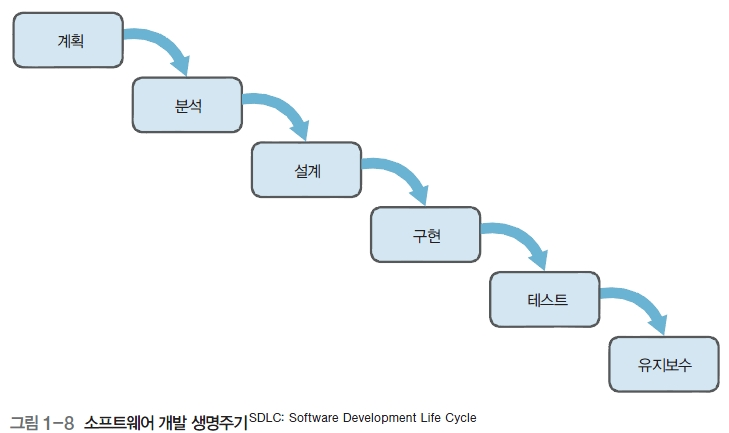 계획
분석
설계
구현
테스트
유지보수
그림 1-8 소프트웨어 개발 생명주기SDLC: Software Development Life Cycle